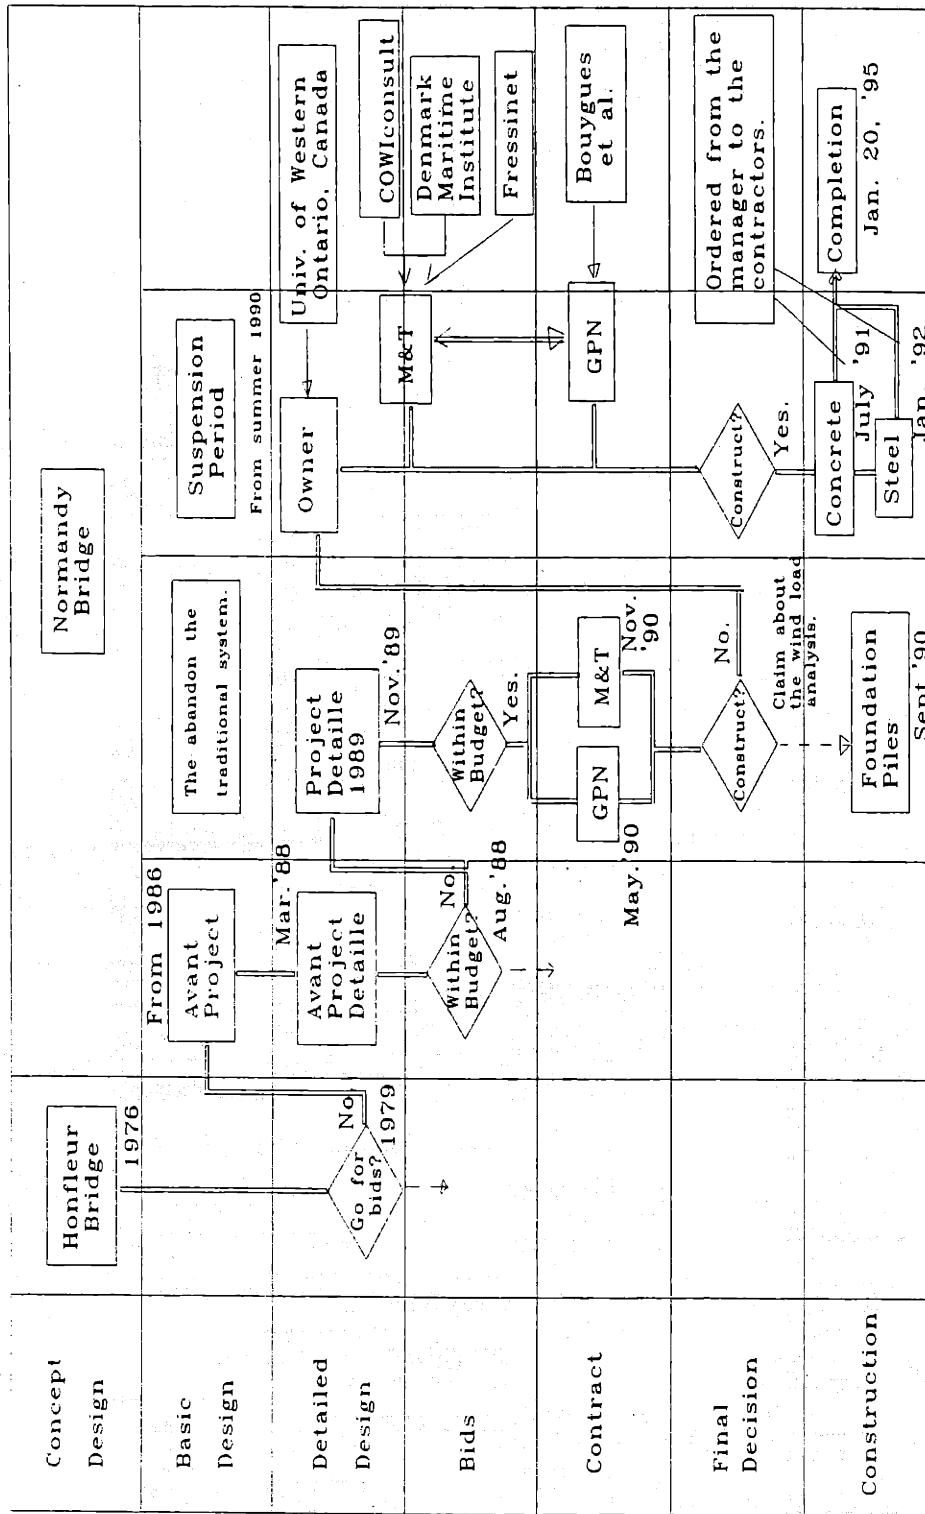 Concept
Design
Basic
Design
Detailed
Design
Bids
Contract
Final
Decision
Construction
Honfleur
Bridge
1976
Go for
bids?
No.
1979
Normandy
Bridge
From 1986
Avant
Project
Mar.'88
Avant
Project
Detaille
Within
Budget?
No.
Aug.'88
The abandon the
traditional system.
Project
Detaille
1989
Nov.'89
Within
Budget?
Yes.
GPN
May.'90
M&T
Nov.
'90
Construct?
No.
Claim about
the wind load
analysis.
Foundation
Piles
Sept.'90
Suspension
Period
From summer 1990
Owner
Univ. of Western
Ontario, Canada
M&T
COWIconsult
Denmark
Maritime
Institute
Fressinet
GPN
Bouygues
et al.
Construct?
Yes.
Ordered from the
manager to the
contractors.
Concrete
July '91
Steel
Jan. '92
Completion
Jan. 20, '95